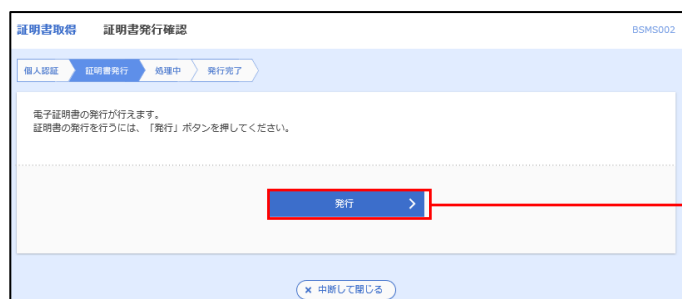 証明書取得 証明書発行確認 BSMS002
個人認証 証明書発行 処理中 発行完了
電子証明書の発行が行えます。
証明書の発行を行うには、「発行」ボタンを押してください。
発行
× 中断して閉じる